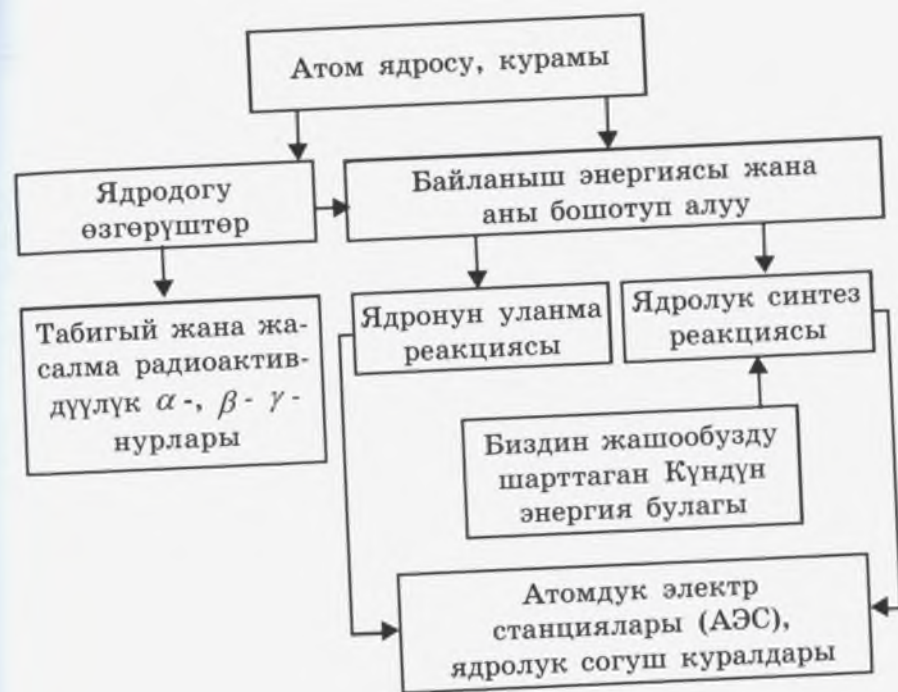 Атом ядросу, курамы
Ядродогу
өзгөрүштөр
Байланыш энергиясы жана
аны бошотуп алуу
Табигый жана жа-
салма радиоактив-
дүүлүк α -, β - γ -
нурлары
Ядронун уланма
реакциясы
Ядролук синтез
реакциясы
Биздин жашообузду
шарттаган Күндүн
энергия булагы
Атомдук электр
станциялары (АЭС),
ядролук согуш куралдары